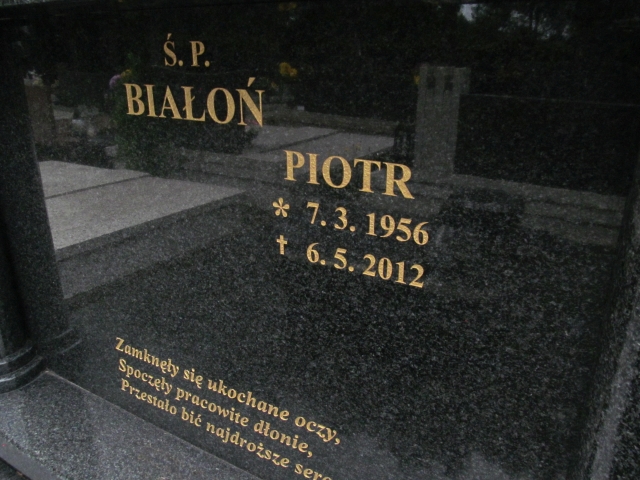 Ś. P.
BIAŁOŃ
PIOTR
* 7. 3. 1956
† 6. 5. 2012
Zamknęły się ukochane oczy,
Spoczęły pracowite dłonie,
Przestało bić najdroższe